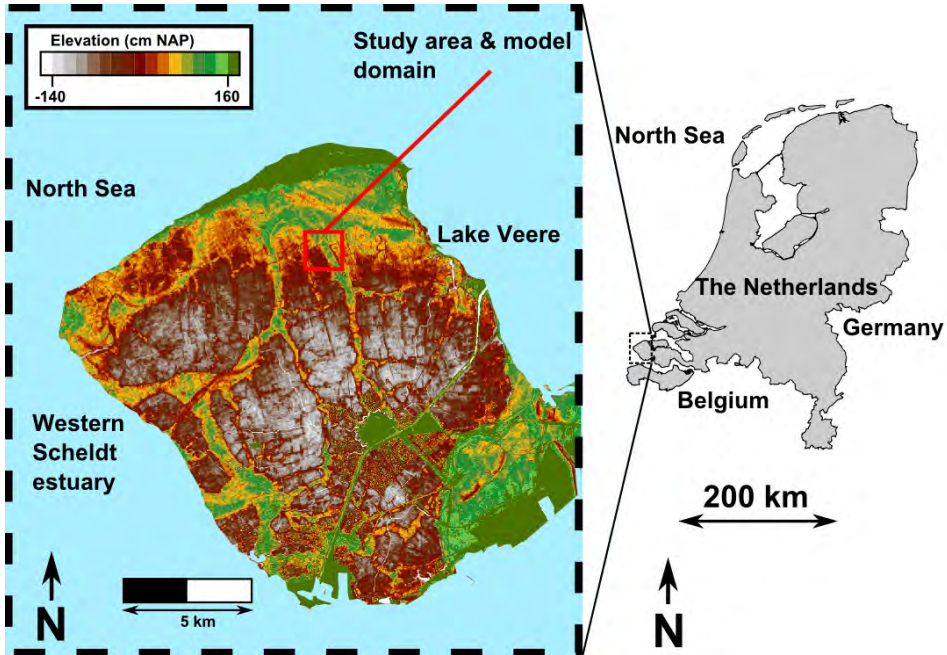 Elevation (cm NAP)
-140
160
Study area & model
domain
North Sea
Lake Veere
Western
Scheldt
estuary
N
5 km
North Sea
The Netherlands
Germany
Belgium
200 km
N